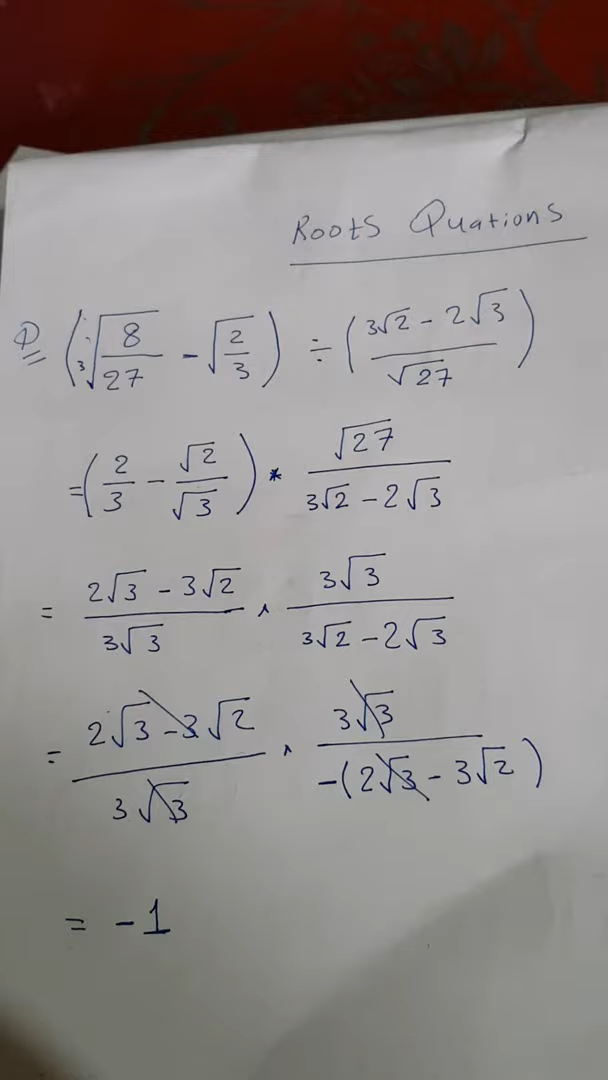 Roots Quations
1) (³√(8/27) - √(2/3)) ÷ ((3√2 - 2√3)/√27)
= (2/3 - √2/√3) * √27/(3√2 - 2√3)
= (2√3 - 3√2)/(3√3) · (3√3)/(3√2 - 2√3)
= (2√3 - 3√2)/(3√3) · (3√3)/(-(2√3 - 3√2))
= -1